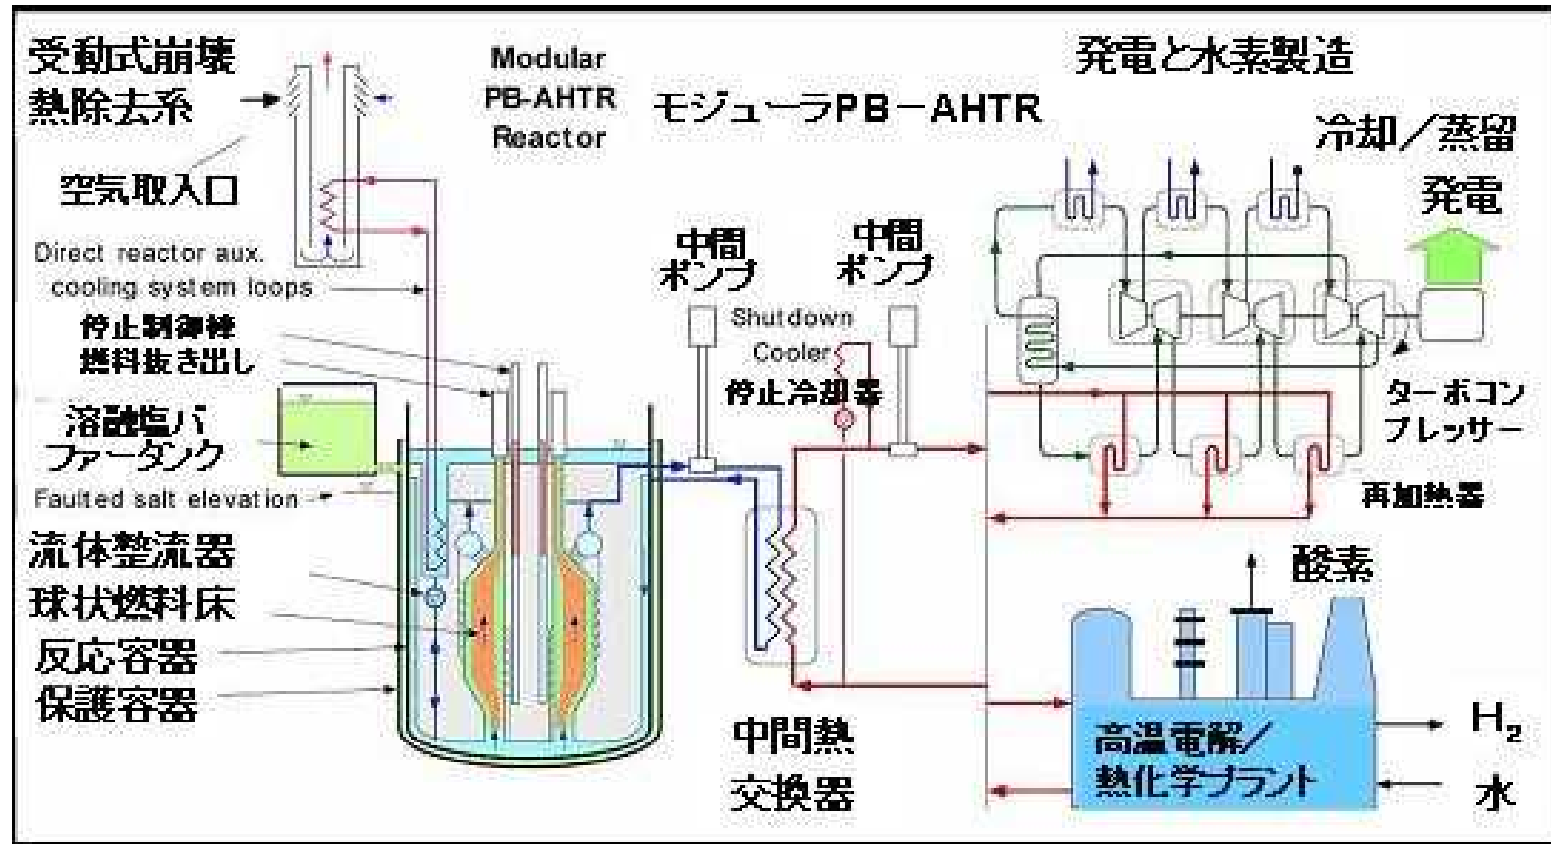 受動式崩壊
熱除去系
空気取入口
Modular
PB-AHTR
Reactor
モジューラPB－AHTR
発電と水素製造
冷却／蒸留
発電
Direct reactor aux.
cooling system loops
停止制御棒
燃料抜き出し
溶融塩バ
ファータンク
Faulted salt elevation
流体整流器
球状燃料床
反応容器
保護容器
中間
ポンプ
Shutdown
Cooler
停止冷却器
中間
ポンプ
中間熱
交換器
ターボコン
プレッサー
再加熱器
酸素
高温電解/
熱化学プラント
H₂
水